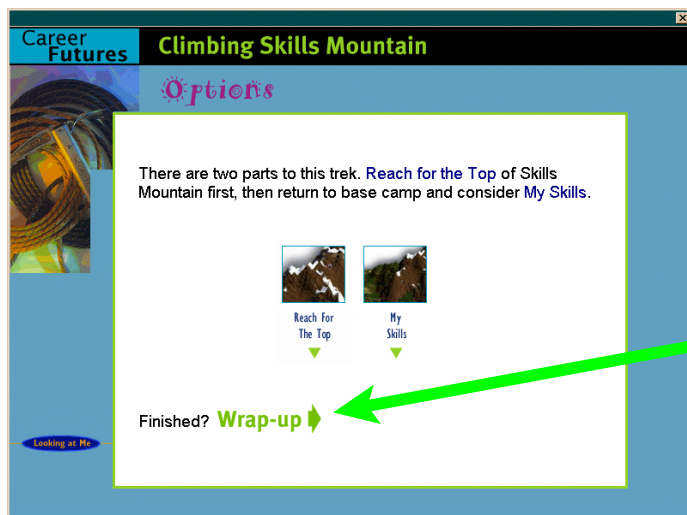 Career
Futures
Climbing Skills Mountain
Options
There are two parts to this trek. Reach for the Top of Skills
Mountain first, then return to base camp and consider My Skills.
Reach For
The Top
My
Skills
Finished? Wrap-up
Looking at Me